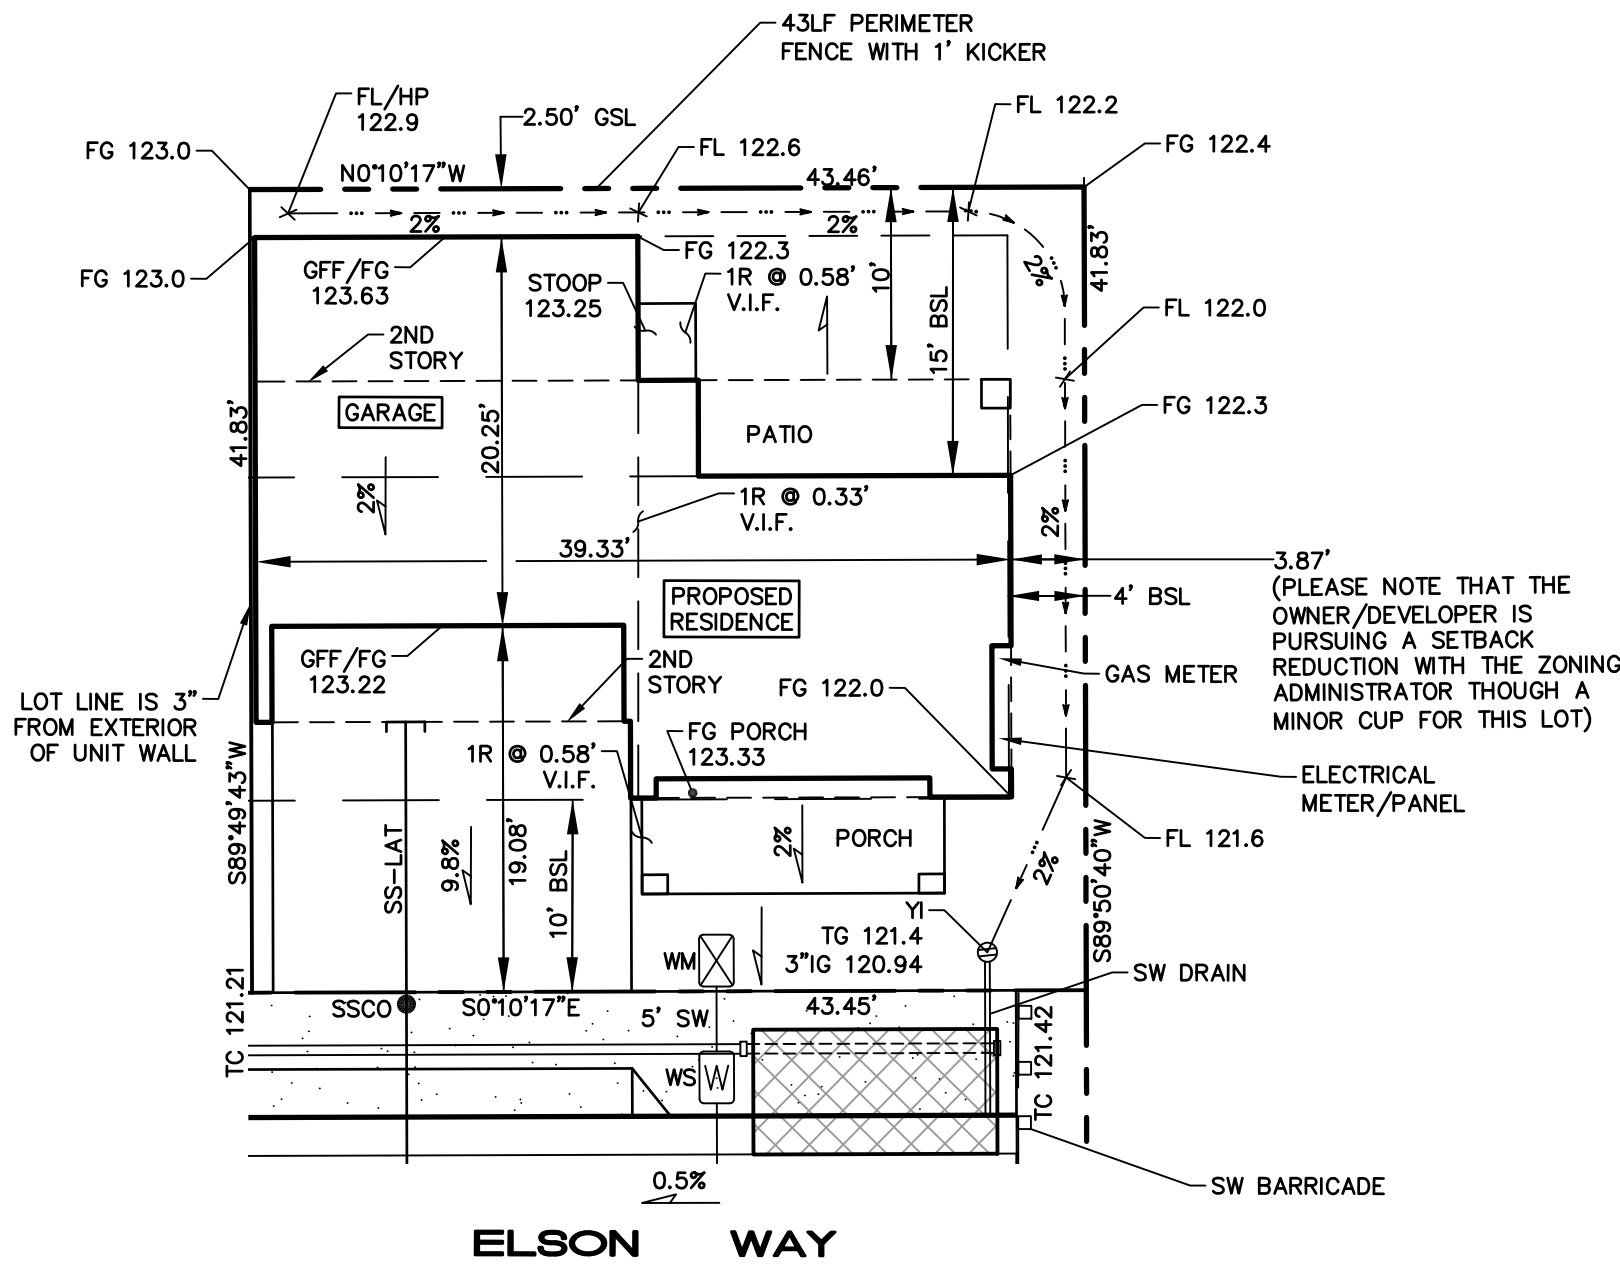 43LF PERIMETER
FENCE WITH 1' KICKER
FL/HP
122.9
2.50' GSL
FL 122.2
FG 123.0
N0°10'17"W
FL 122.6
43.46'
FG 122.4
2%
2%
FG 123.0
GFF/FG
123.63
FG 122.3
STOOP
123.25
1R @ 0.58'
V.I.F.
10'
15' BSL
2%
41.83'
FL 122.0
2ND
STORY
GARAGE
41.83'
20.25'
PATIO
FG 122.3
2%
1R @ 0.33'
V.I.F.
2%
39.33'
3.87'
(PLEASE NOTE THAT THE
OWNER/DEVELOPER IS
PURSUING A SETBACK
REDUCTION WITH THE ZONING
ADMINISTRATOR THOUGH A
MINOR CUP FOR THIS LOT)
4' BSL
PROPOSED
RESIDENCE
GFF/FG
123.22
2ND
STORY
FG 122.0
GAS METER
LOT LINE IS 3"
FROM EXTERIOR
OF UNIT WALL
1R @ 0.58'
V.I.F.
FG PORCH
123.33
ELECTRICAL
METER/PANEL
S89°49'43"W
SS-LAT
9.8%
19.08'
10' BSL
2%
PORCH
2%
FL 121.6
S89°50'40"W
YI
TG 121.4
3"IG 120.94
WM
SW DRAIN
TC 121.21
SSCO
S0°10'17"E
5' SW
43.45'
TC 121.42
WS
W
SW BARRICADE
0.5%
ELSON WAY